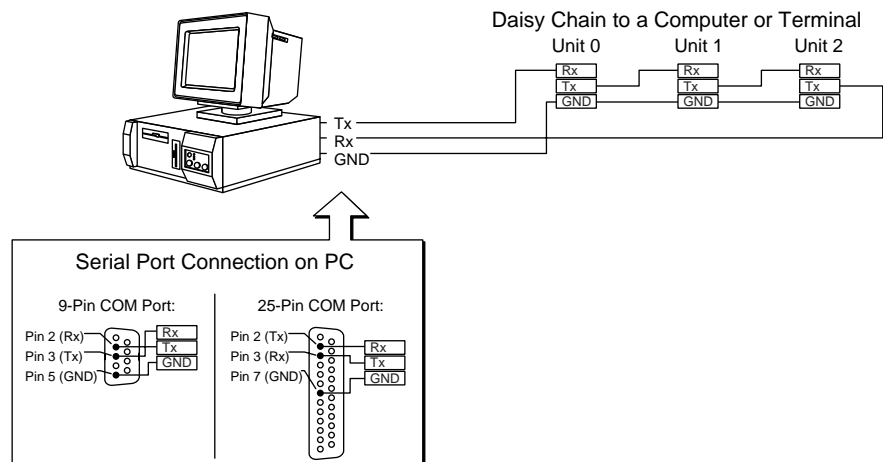 Daisy Chain to a Computer or Terminal
Unit 0 Unit 1 Unit 2
Rx Rx Rx
Tx Tx Tx
GND GND GND
Tx
Rx
GND
Serial Port Connection on PC
9-Pin COM Port:
Pin 2 (Rx) Rx
Pin 3 (Tx) Tx
Pin 5 (GND) GND
25-Pin COM Port:
Pin 2 (Tx) Rx
Pin 3 (Rx) Tx
Pin 7 (GND) GND